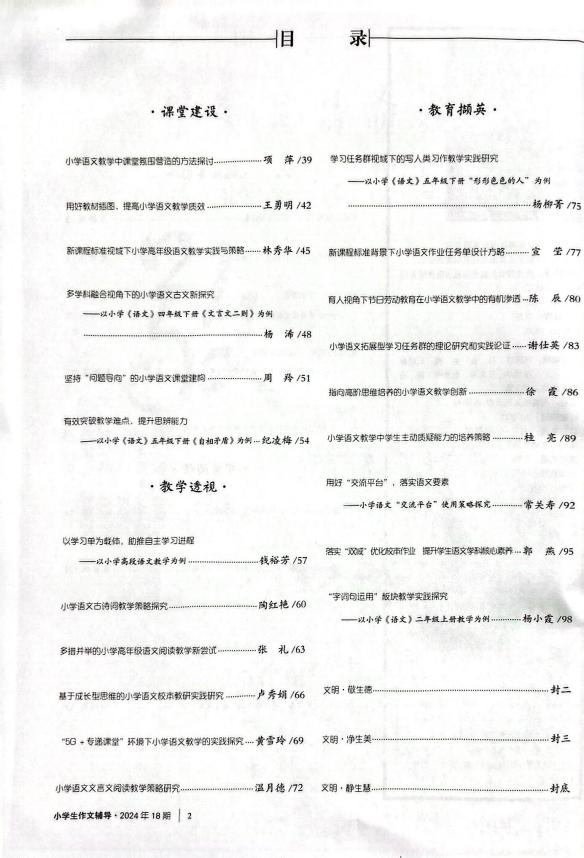 目 录
·课堂建设·
小学语文教学中课堂氛围营造的方法探讨………………项 萍/39
用好教材插图，提高小学语文教学质效………………王勇明/42
新课程标准视域下小学高年级语文教学实践与策略……林秀华/45
多学科融合视角下的小学语文古文新探究
——以小学《语文》四年级下册《文言文二则》为例
………………杨 浠/48
坚持“问题导向”的小学语文课堂建构………………周 羚/51
有效突破教学难点，提升思辨能力
——以小学《语文》五年级下册《自相矛盾》为例…纪凌梅/54
·教学透视·
以学习单为载体，助推自主学习进程
——以小学高段语文教学为例………………钱裕芳/57
小学语文古诗词教学策略探究………………陶红艳/60
多措并举的小学高年级语文阅读教学新尝试………………张 礼/63
基于成长型思维的小学语文校本教研实践研究………卢秀娟/66
“5G + 专递课堂”环境下小学语文教学的实践探究…黄雪玲/69
小学语文文言文阅读教学策略研究………………温月德/72
·教育撷英·
学习任务群视域下的写人类习作教学实践研究
——以小学《语文》五年级下册“形形色色的人”为例
………………杨柳菁/75
新课程标准背景下小学语文作业任务单设计方略………宣 莹/77
育人视角下节日劳动教育在小学语文教学中的有机渗透…陈 辰/80
小学语文拓展型学习任务群的理论研究和实践论证……谢仕英/83
指向高阶思维培养的小学语文教学创新………………徐 霞/86
小学语文教学中学生主动质疑能力的培养策略…………桂 亮/89
用好“交流平台”，落实语文要素
——小学语文“交流平台”使用策略探究…………常关寿/92
落实“双减”优化校本作业 提升学生语文学科核心素养…郭 燕/95
“字词句运用”板块教学实践探究
——以小学《语文》二年级上册教学为例…………杨小霞/98
文明·敬生德………………封二
文明·净生美………………封三
文明·静生慧………………封底
小学生作文辅导·2024年18期 | 2